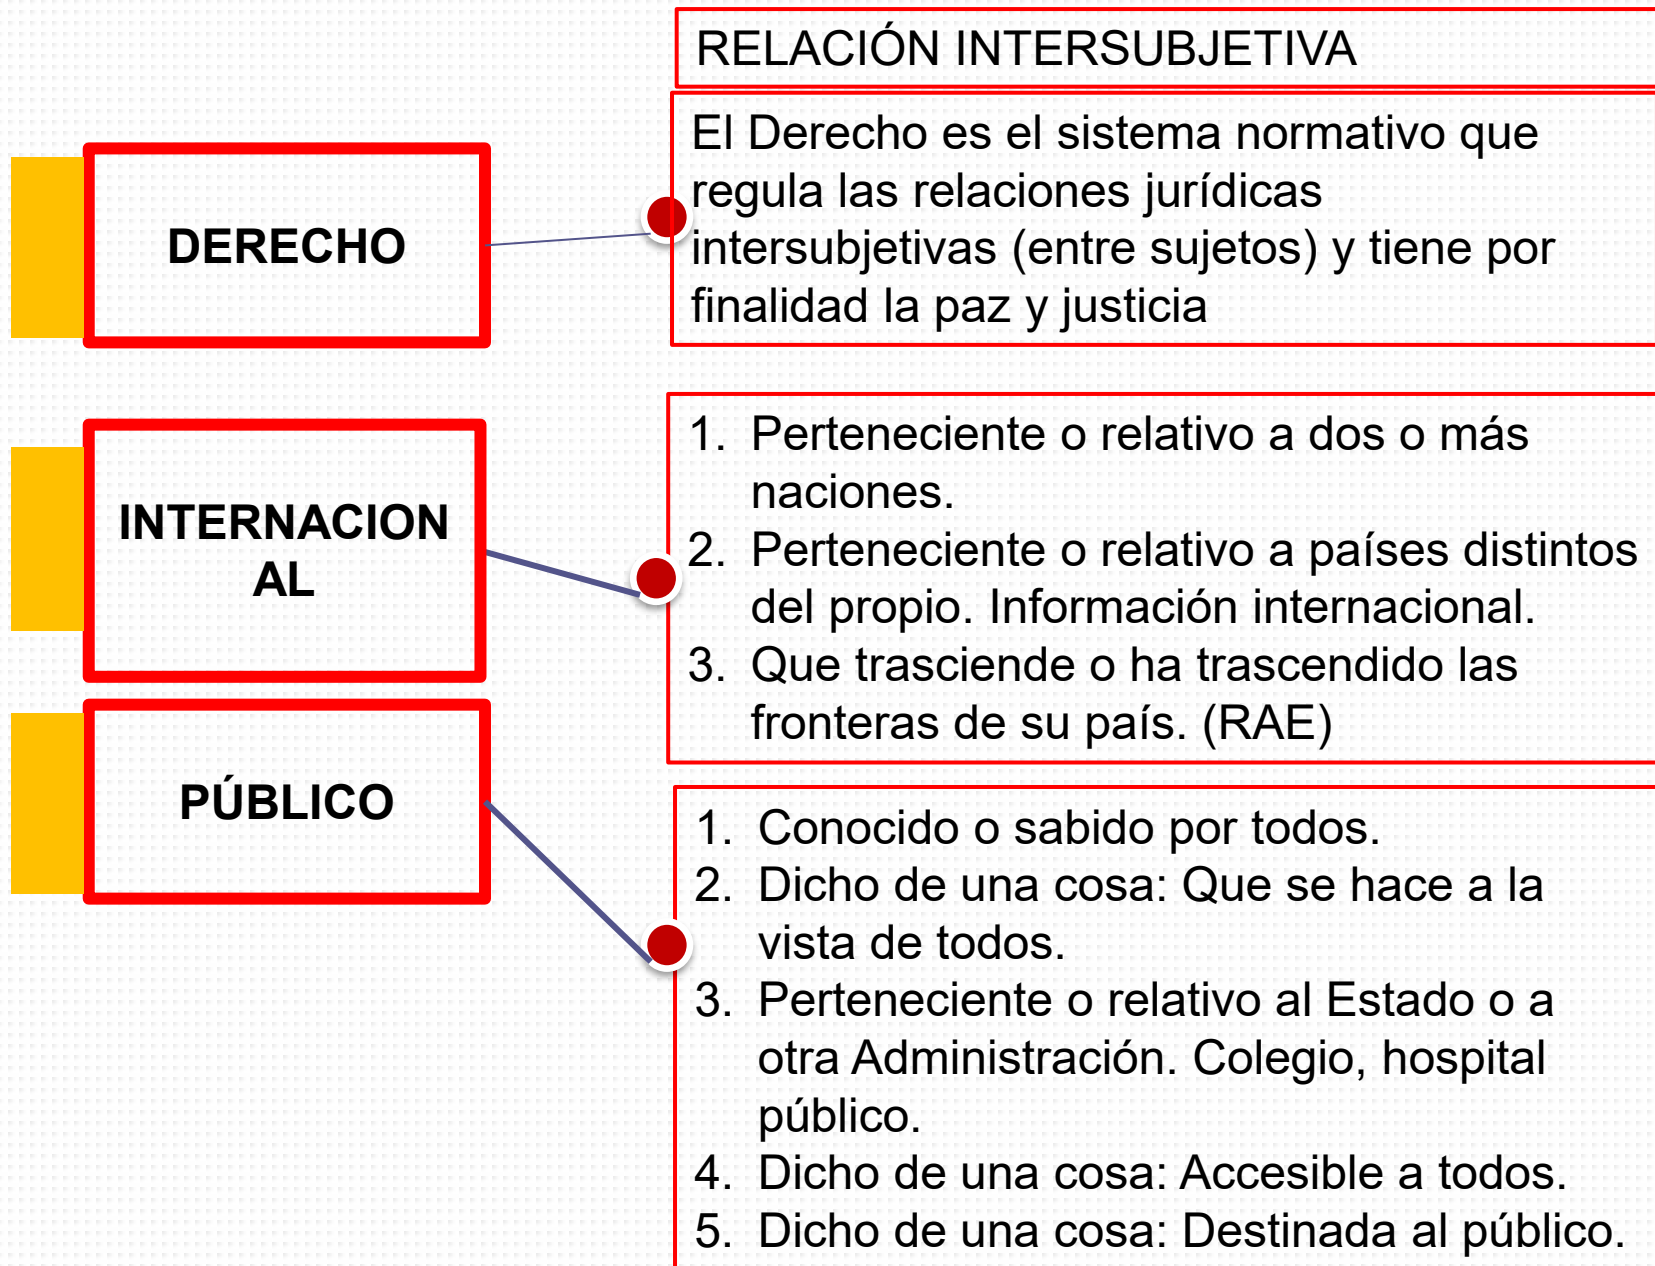 RELACIÓN INTERSUBJETIVA
DERECHO
El Derecho es el sistema normativo que
regula las relaciones jurídicas
intersubjetivas (entre sujetos) y tiene por
finalidad la paz y justicia
INTERNACION
AL
1. Perteneciente o relativo a dos o más
naciones.
2. Perteneciente o relativo a países distintos
del propio. Información internacional.
3. Que trasciende o ha trascendido las
fronteras de su país. (RAE)
PÚBLICO
1. Conocido o sabido por todos.
2. Dicho de una cosa: Que se hace a la
vista de todos.
3. Perteneciente o relativo al Estado o a
otra Administración. Colegio, hospital
público.
4. Dicho de una cosa: Accesible a todos.
5. Dicho de una cosa: Destinada al público.